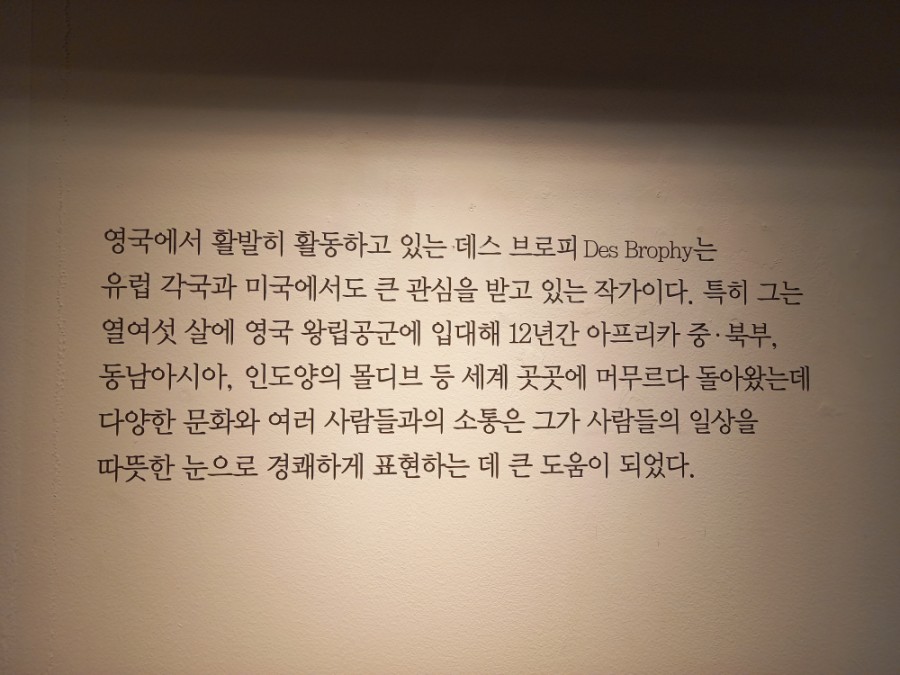 영국에서 활발히 활동하고 있는 데스 브로피 Des Brophy는
유럽 각국과 미국에서도 큰 관심을 받고 있는 작가이다. 특히 그는
열여섯 살에 영국 왕립공군에 입대해 12년간 아프리카 중·북부,
동남아시아, 인도양의 몰디브 등 세계 곳곳에 머무르다 돌아왔는데
다양한 문화와 여러 사람들과의 소통은 그가 사람들의 일상을
따뜻한 눈으로 경쾌하게 표현하는 데 큰 도움이 되었다.